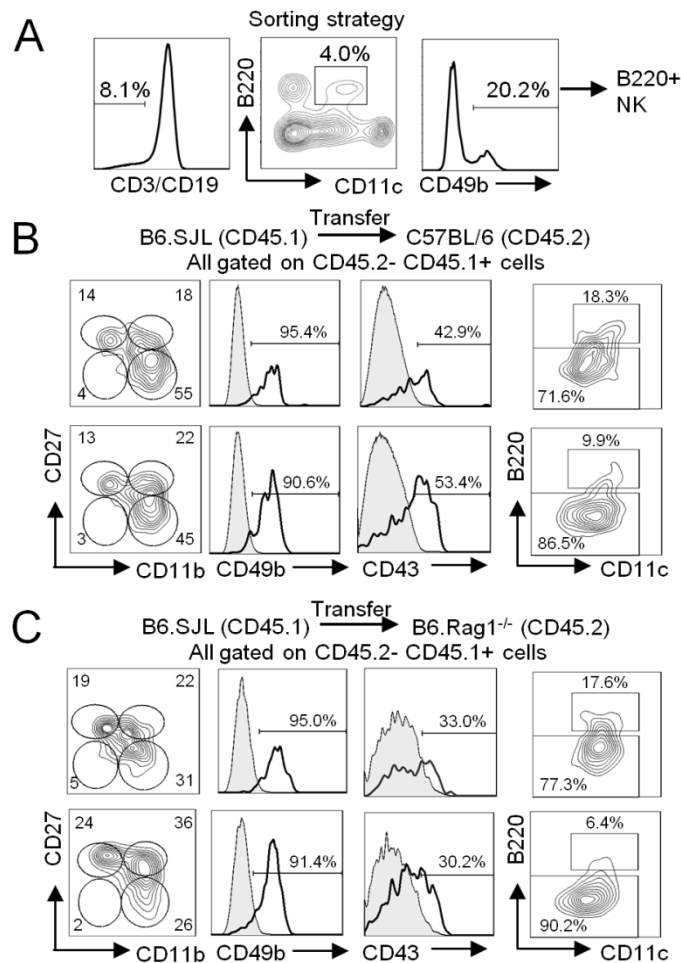 A
Sorting strategy
8.1%
CD3/CD19
B220
4.0%
CD11c
20.2%
CD49b
B220+
NK
B
Transfer
B6.SJL (CD45.1) C57BL/6 (CD45.2)
All gated on CD45.2- CD45.1+ cells
14 18
4 55
95.4%
42.9%
18.3%
71.6%
13 22
3 45
90.6%
53.4%
9.9%
86.5%
CD27
CD11b
CD49b
CD43
B220
CD11c
C
Transfer
B6.SJL (CD45.1) B6.Rag1-/- (CD45.2)
All gated on CD45.2- CD45.1+ cells
19 22
5 31
95.0%
33.0%
17.6%
77.3%
24 36
2 26
91.4%
30.2%
6.4%
90.2%
CD27
CD11b
CD49b
CD43
B220
CD11c